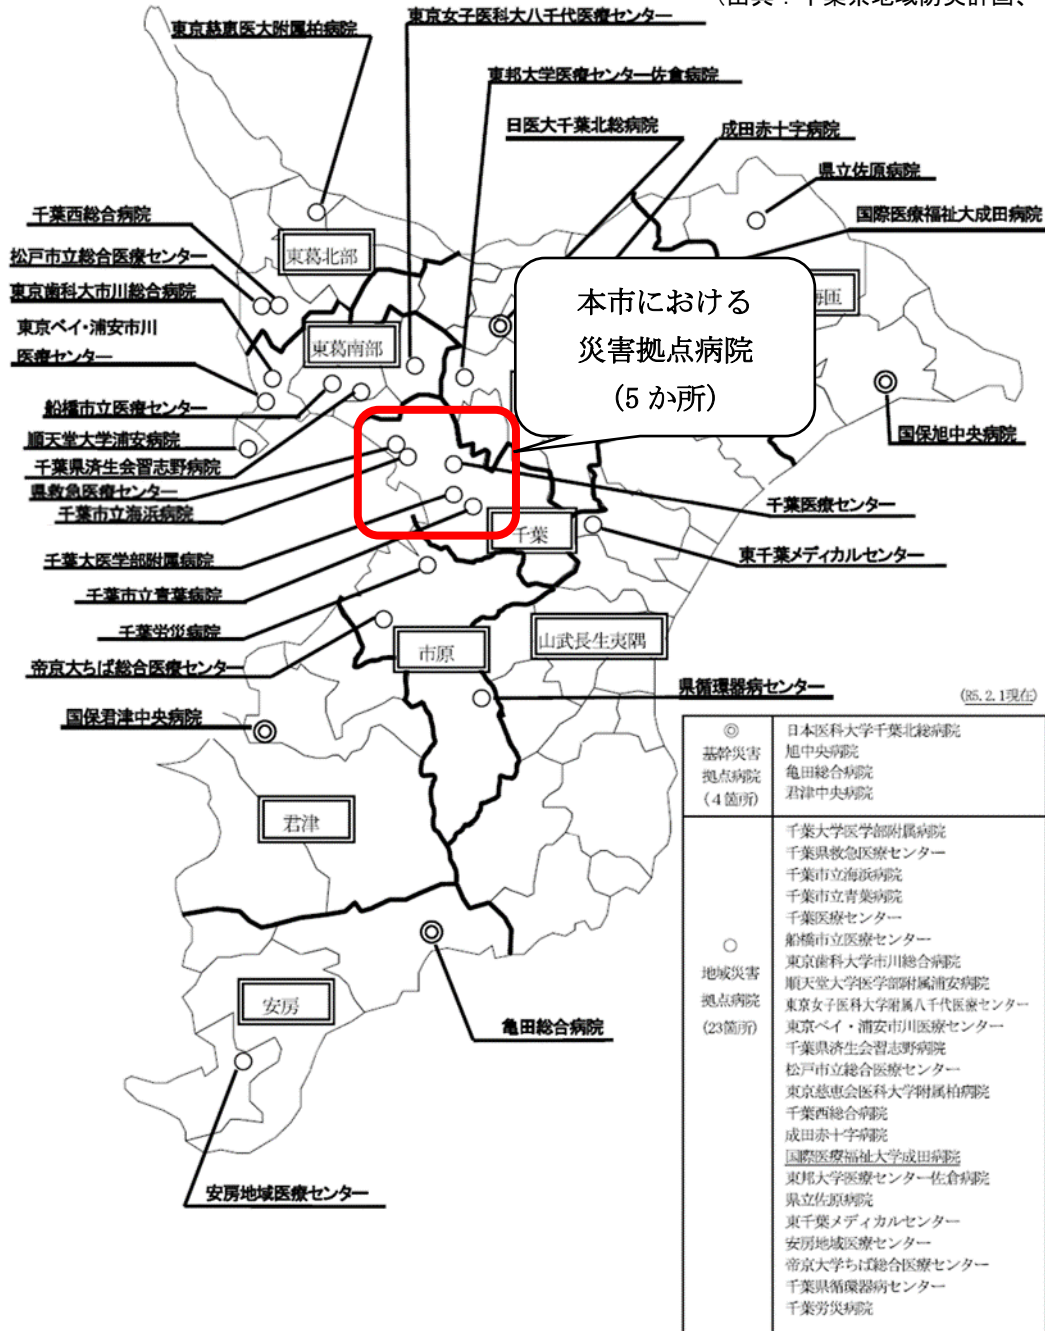 (出典：千葉県地域防災計画、
東京慈恵医大附属柏病院
東京女子医科大八千代医療センター
東邦大学医療センター佐倉病院
日医大千葉北総病院
成田赤十字病院
県立佐原病院
国際医療福祉大成田病院
千葉西総合病院
松戸市立総合医療センター
東京歯科大市川総合病院
東京ベイ・浦安市川
医療センター
船橋市立医療センター
順天堂大学浦安病院
千葉県済生会習志野病院
県救急医療センター
千葉市立海浜病院
千葉大医学部附属病院
千葉市立青葉病院
千葉労災病院
帝京大ちば総合医療センター
国保君津中央病院
東葛北部
東葛南部
本市における
災害拠点病院
(5 か所)
海匝
国保旭中央病院
千葉医療センター
千葉
東千葉メディカルセンター
市原
山武長生夷隅
県循環器病センター
君津
安房
亀田総合病院
安房地域医療センター
(R5.2.1現在)
◎
基幹災害
拠点病院
(4箇所)
日本医科大学千葉北総病院
旭中央病院
亀田総合病院
君津中央病院
○
地域災害
拠点病院
(23箇所)
千葉大学医学部附属病院
千葉県救急医療センター
千葉市立海浜病院
千葉市立青葉病院
千葉医療センター
船橋市立医療センター
東京歯科大学市川総合病院
順天堂大学医学部附属浦安病院
東京女子医科大学附属八千代医療センター
東京ベイ・浦安市川医療センター
千葉県済生会習志野病院
松戸市立総合医療センター
東京慈恵会医科大学附属柏病院
千葉西総合病院
成田赤十字病院
国際医療福祉大学成田病院
東邦大学医療センター佐倉病院
県立佐原病院
東千葉メディカルセンター
安房地域医療センター
帝京大学ちば総合医療センター
千葉県循環器病センター
千葉労災病院